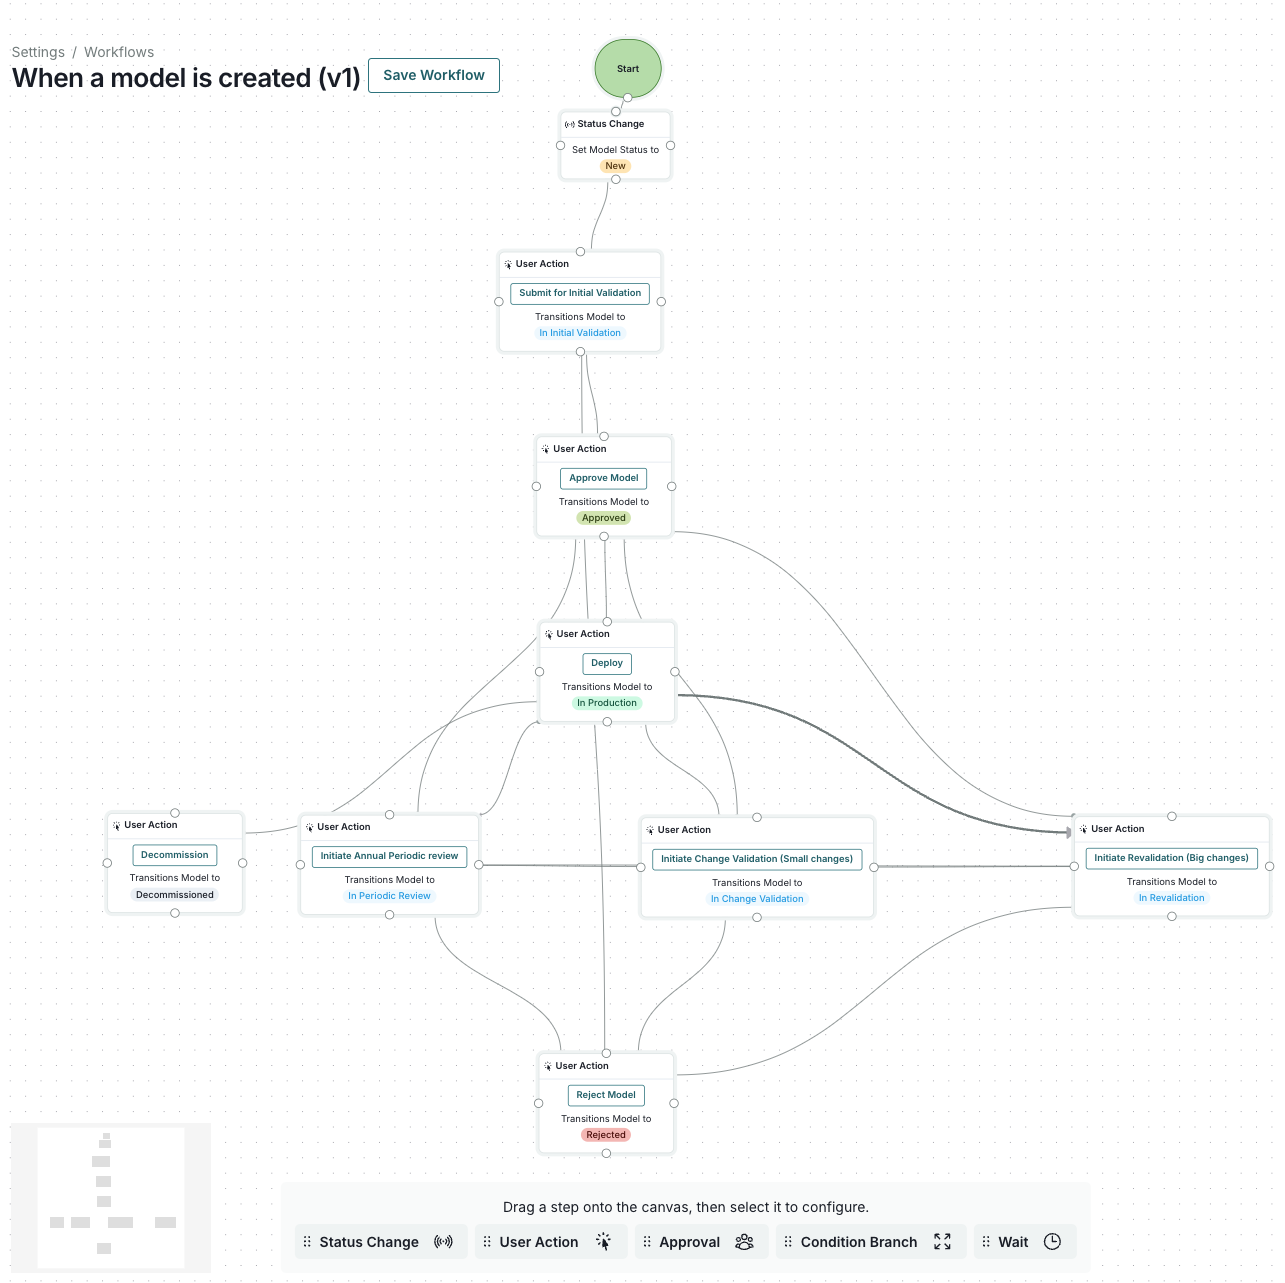 Settings / Workflows
When a model is created (v1)
Save Workflow
Start
Status Change
Set Model Status to
New
User Action
Submit for Initial Validation
Transitions Model to
In Initial Validation
User Action
Approve Model
Transitions Model to
Approved
User Action
Deploy
Transitions Model to
In Production
User Action
Decommission
Transitions Model to
Decommissioned
User Action
Initiate Annual Periodic review
Transitions Model to
In Periodic Review
User Action
Initiate Change Validation (Small changes)
Transitions Model to
In Change Validation
User Action
Initiate Revalidation (Big changes)
Transitions Model to
In Revalidation
User Action
Reject Model
Transitions Model to
Rejected
Drag a step onto the canvas, then select it to configure.
Status Change
User Action
Approval
Condition Branch
Wait